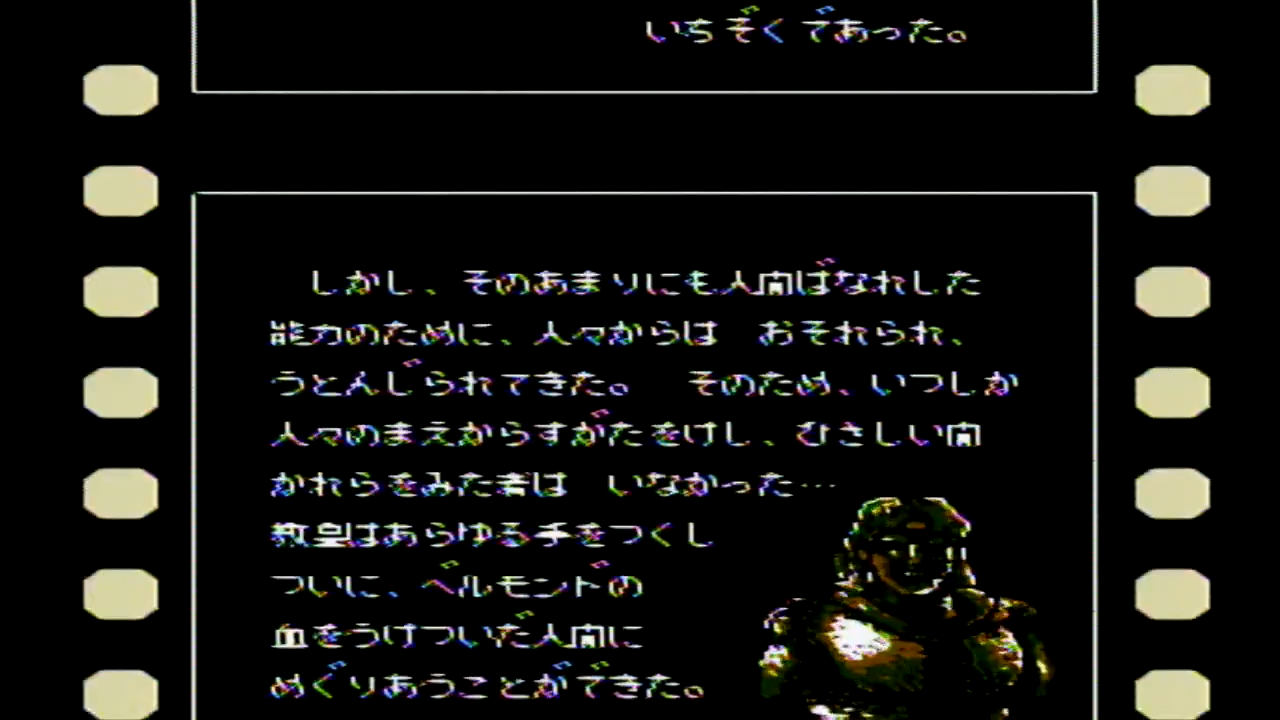 いちぞくであった。
しかし、そのあまりにも人間ばなれした
能力のために、人々からは おそれられ、
うとんじられてきた。 そのため、いつしか
人々のまえからすがたをけし、ひさしい間
かれらをみた者は いなかった…
教皇はあらゆる手をつくし
ついに、ベルモンドの
血をうけついだ人間に
めぐりあうことができた。